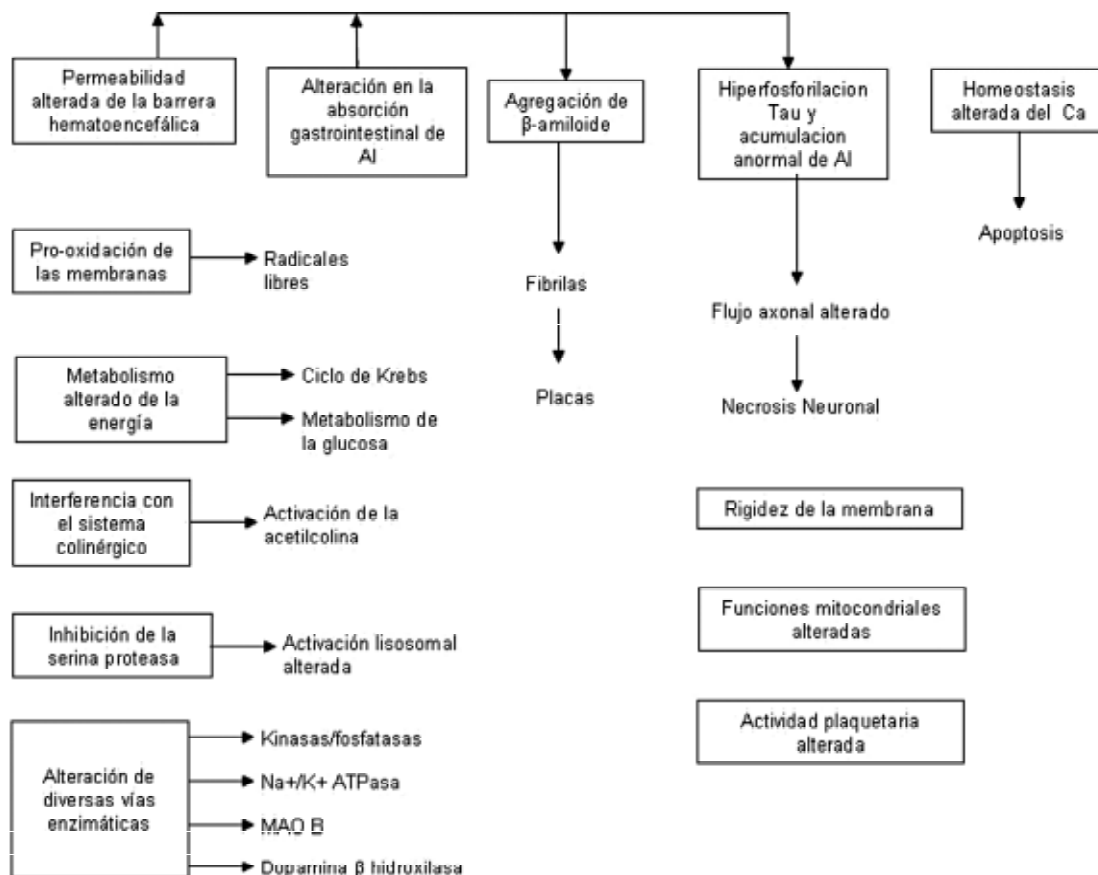 Permeabilidad
alterada de la barrera
hematoencefálica
Alteración en la
absorción
gastrointestinal de
Al
Agregación de
β-amiloide
Hiperfosforilacion
Tau y
acumulacion
anormal de Al
Homeostasis
alterada del Ca
Apoptosis
Pro-oxidación de
las membranas
Radicales
libres
Fibrilas
Flujo axonal alterado
Metabolismo
alterado de la
energía
Ciclo de Krebs
Metabolismo de
la glucosa
Placas
Necrosis Neuronal
Interferencia con
el sistema
colinérgico
Activación de la
acetilcolina
Rigidez de la membrana
Inhibición de la
serina proteasa
Activación lisosomal
alterada
Funciones mitocondriales
alteradas
Actividad plaquetaria
alterada
Alteración de
diversas vías
enzimáticas
Kinasas/fosfatasas
Na+/K+ ATPasa
MAO B
Dopamina β hidroxilasa